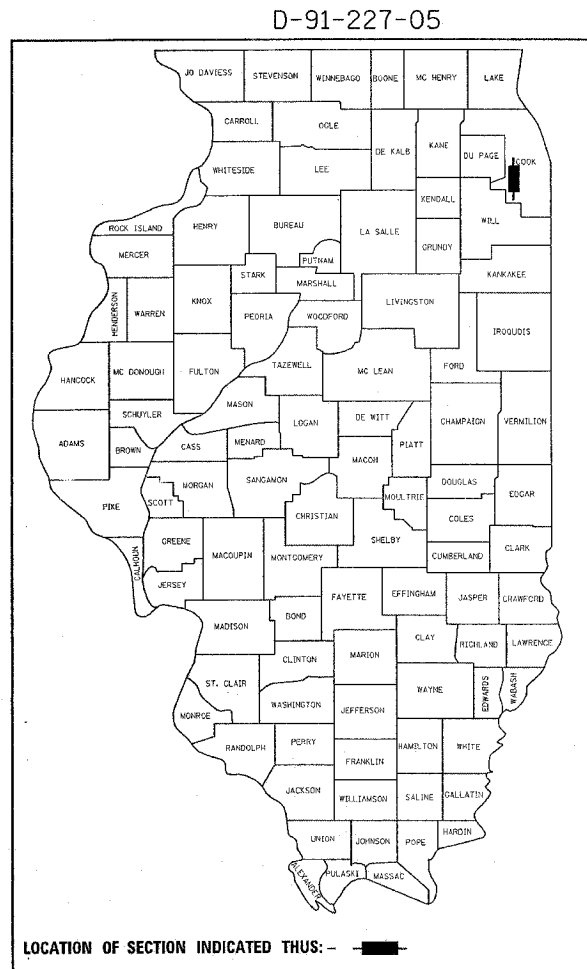 D-91-227-05
JO DAVIESS STEVENSON WINNEBAGO BOONE MC HENRY LAKE
CARROLL OGLE
DE KALB KANE DU PAGE COOK
WHITESIDE LEE
KENDALL
ROCK ISLAND HENRY BUREAU LA SALLE GRUNDY WILL
MERCER PUTNAM
KANKAKEE
STARK MARSHALL
HENDERSON WARREN KNOX PEORIA WOODFORD LIVINGSTON
IROQUOIS
HANCOCK MC DONOUGH FULTON TAZEWELL MC LEAN FORD
MASON
SCHUYLER LOGAN DE WITT CHAMPAIGN VERMILION
ADAMS BROWN CASS MENARD PIATT
MACON
SANGAMON
PIKE SCOTT MORGAN MOULTRIE DOUGLAS EDGAR
CHRISTIAN COLES
GREENE SHELBY
CALHOUN MACOUPIN MONTGOMERY CUMBERLAND CLARK
JERSEY
FAYETTE EFFINGHAM JASPER CRAWFORD
MADISON BOND
CLAY RICHLAND LAWRENCE
CLINTON MARION
ST. CLAIR WAYNE EDWARDS WABASH
MONROE WASHINGTON JEFFERSON
RANDOLPH PERRY HAMILTON WHITE
FRANKLIN
JACKSON WILLIAMSON SALINE GALLATIN
HARDIN
UNION JOHNSON POPE
ALEXANDER PULASKI MASSAC
LOCATION OF SECTION INDICATED THUS: -